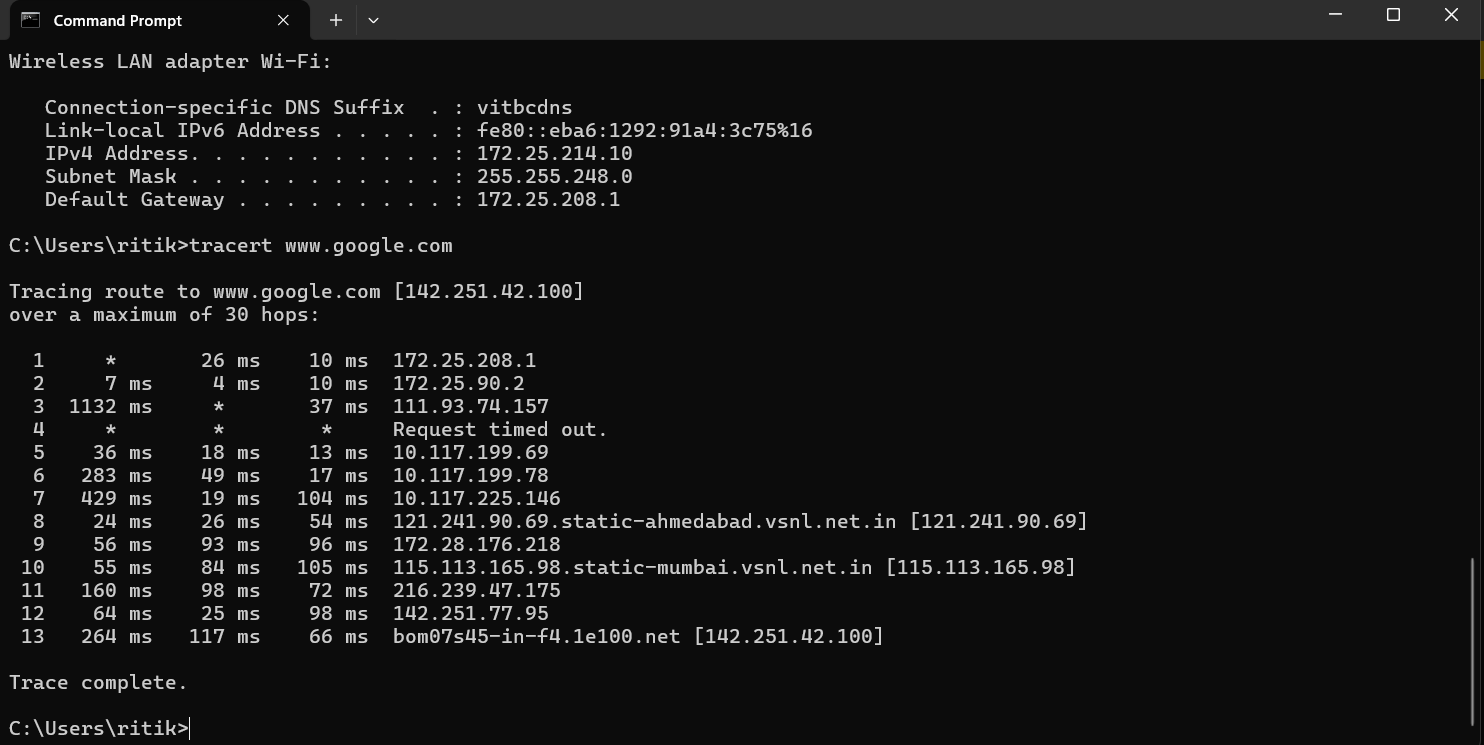 Command Prompt
Wireless LAN adapter Wi-Fi:
   Connection-specific DNS Suffix  . : vitbcdns
   Link-local IPv6 Address . . . . . : fe80::eba6:1292:91a4:3c75%16
   IPv4 Address. . . . . . . . . . . : 172.25.214.10
   Subnet Mask . . . . . . . . . . . : 255.255.248.0
   Default Gateway . . . . . . . . . : 172.25.208.1
C:\Users\ritik>tracert www.google.com
Tracing route to www.google.com [142.251.42.100]
over a maximum of 30 hops:
  1     *       26 ms    10 ms  172.25.208.1
  2     7 ms     4 ms    10 ms  172.25.90.2
  3  1132 ms     *       37 ms  111.93.74.157
  4     *        *        *     Request timed out.
  5    36 ms    18 ms    13 ms  10.117.199.69
  6   283 ms    49 ms    17 ms  10.117.199.78
  7   429 ms    19 ms   104 ms  10.117.225.146
  8    24 ms    26 ms    54 ms  121.241.90.69.static-ahmedabad.vsnl.net.in [121.241.90.69]
  9    56 ms    93 ms    96 ms  172.28.176.218
 10    55 ms    84 ms   105 ms  115.113.165.98.static-mumbai.vsnl.net.in [115.113.165.98]
 11   160 ms    98 ms    72 ms  216.239.47.175
 12    64 ms    25 ms    98 ms  142.251.77.95
 13   264 ms   117 ms    66 ms  bom07s45-in-f4.1e100.net [142.251.42.100]
Trace complete.
C:\Users\ritik>